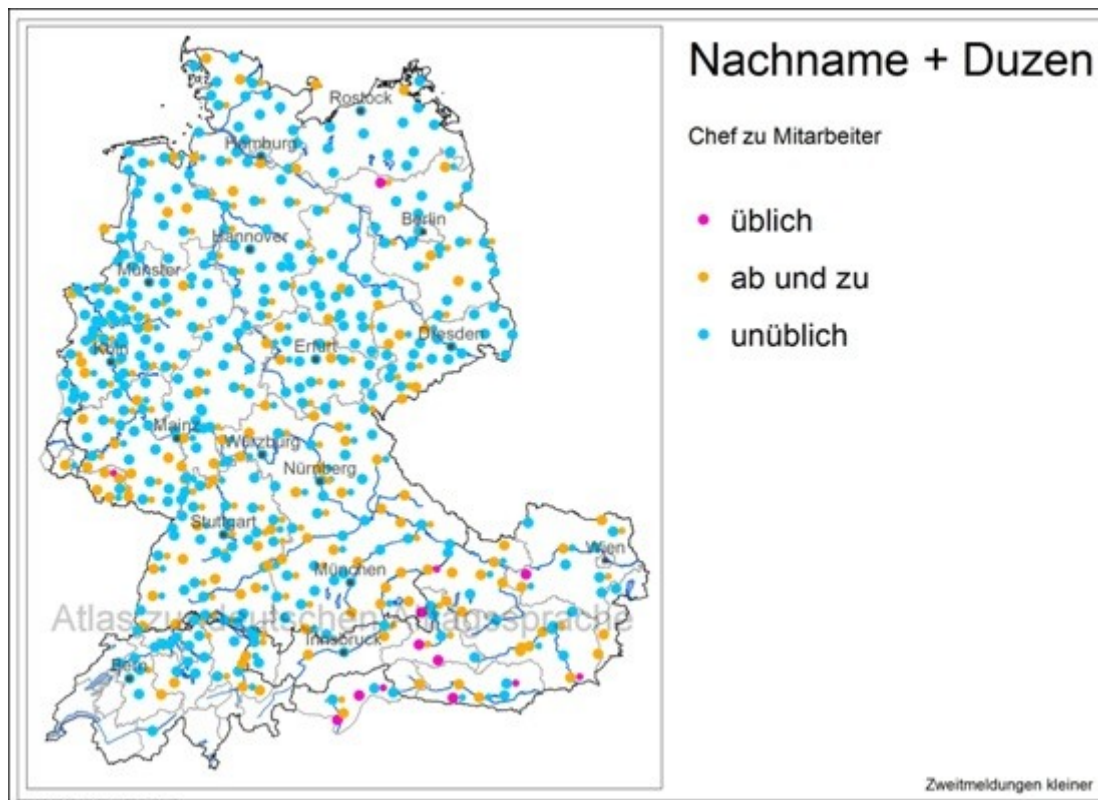 Nachname + Duzen
Chef zu Mitarbeiter
üblich
ab und zu
unüblich
Rostock
Hamburg
Berlin
Hannover
Münster
Dresden
Köln
Erfurt
Mainz
Würzburg
Nürnberg
Stuttgart
Wien
München
Atlas zur deutschen Alltagssprache
Innsbruck
Bern
Zweitmeldungen kleiner